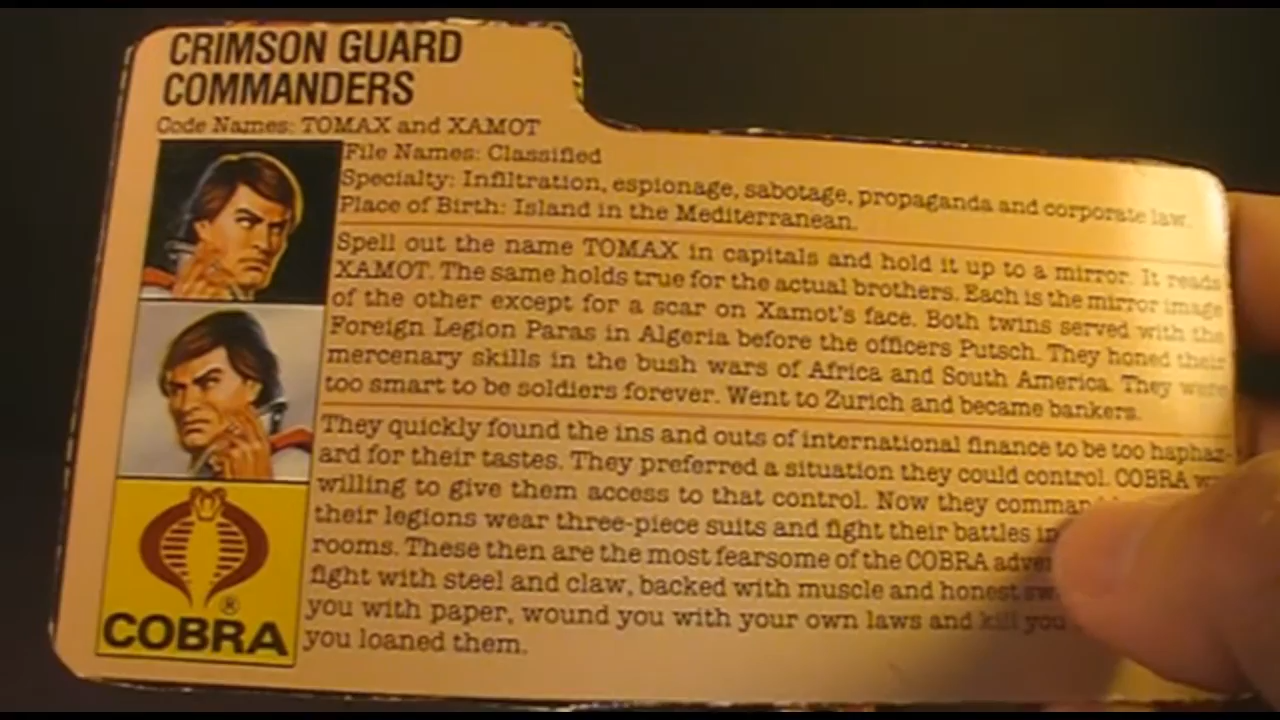 CRIMSON GUARD
COMMANDERS
Code Names: TOMAX and XAMOT
File Names: Classified
Specialty: Infiltration, espionage, sabotage, propaganda and corporate law.
Place of Birth: Island in the Mediterranean.
Spell out the name TOMAX in capitals and hold it up to a mirror. It reads
XAMOT. The same holds true for the actual brothers. Each is the mirror image
of the other except for a scar on Xamot's face. Both twins served with the
Foreign Legion Paras in Algeria before the officers Putsch. They honed their
mercenary skills in the bush wars of Africa and South America. They were
too smart to be soldiers forever. Went to Zurich and became bankers.
They quickly found the ins and outs of international finance to be too haphaz-
ard for their tastes. They preferred a situation they could control. COBRA
willing to give them access to that control. Now they
their legions wear three-piece suits and fight their battles
rooms. These then are the most fearsome of the COBRA
fight with steel and claw, backed with muscle and honest
you with paper, wound you with your own laws and kill you
you loaned them.
®
COBRA